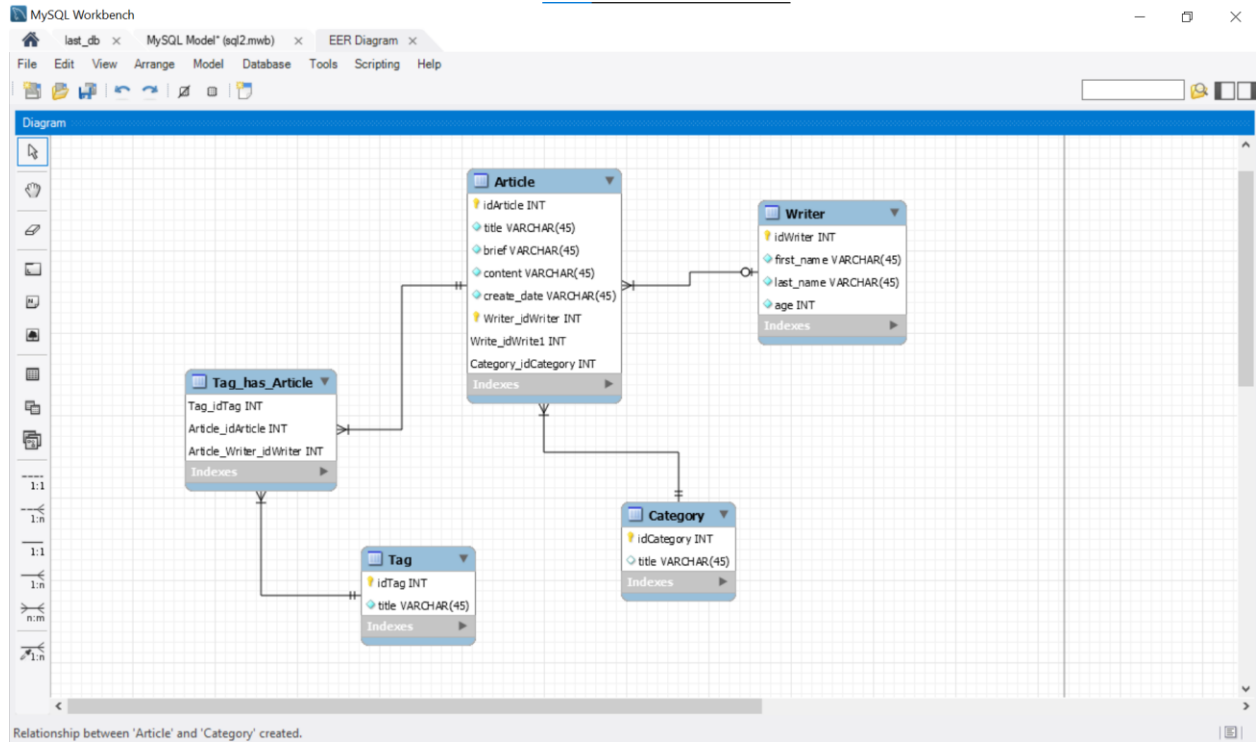 MySQL Workbench
last_db × MySQL Model* (sql2.mwb) × EER Diagram ×
File Edit View Arrange Model Database Tools Scripting Help
Diagram
Article
idArticle INT
title VARCHAR(45)
brief VARCHAR(45)
content VARCHAR(45)
create_date VARCHAR(45)
Writer_idWriter INT
Write_idWrite1 INT
Category_idCategory INT
Indexes
Writer
idWriter INT
first_name VARCHAR(45)
last_name VARCHAR(45)
age INT
Indexes
Tag_has_Article
Tag_idTag INT
Article_idArticle INT
Article_Writer_idWriter INT
Indexes
Category
idCategory INT
title VARCHAR(45)
Indexes
Tag
idTag INT
title VARCHAR(45)
Indexes
1:1
1:n
1:1
1:n
n:m
1:n
Relationship between 'Article' and 'Category' created.